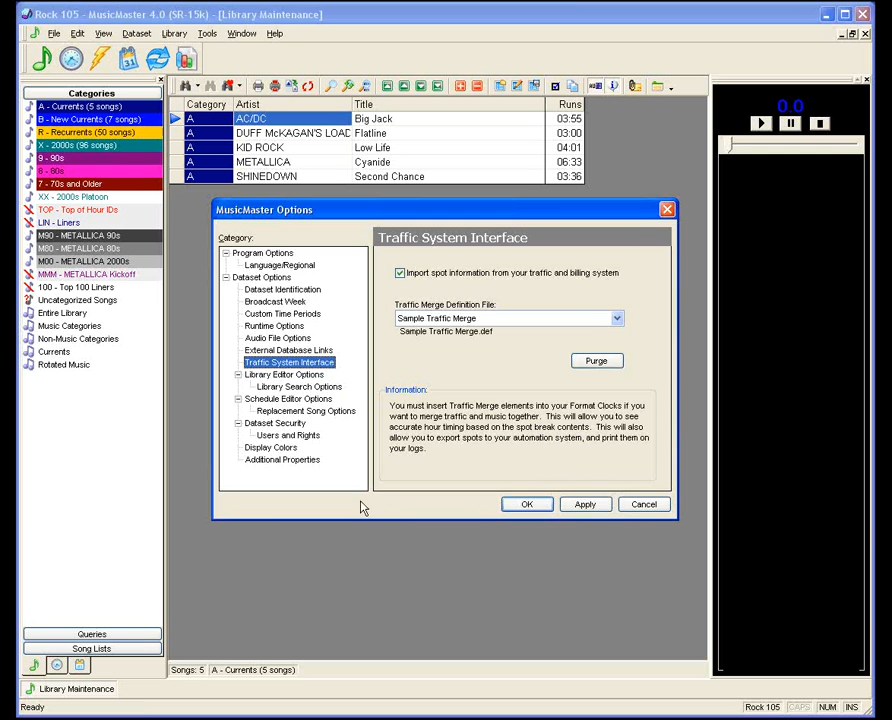 Rock 105 - MusicMaster 4.0 (SR-15k) - [Library Maintenance]
File Edit View Dataset Library Tools Window Help
31
Categories
A - Currents (5 songs)
B - New Currents (7 songs)
R - Recurrents (50 songs)
X - 2000s (96 songs)
9 - 90s
8 - 80s
7 - 70s and Older
XX - 2000s Platoon
TOP - Top of Hour IDs
LIN - Liners
M90 - METALLICA 90s
M80 - METALLICA 80s
M00 - METALLICA 2000s
MMM - METALLICA Kickoff
100 - Top 100 Liners
Uncategorized Songs
Entire Library
Music Categories
Non-Music Categories
Currents
Rotated Music
Queries
Song Lists
Category Artist Title Runs
A AC/DC Big Jack 03:55
A DUFF McKAGAN'S LOAD Flatline 03:00
A KID ROCK Low Life 04:01
A METALLICA Cyanide 06:33
A SHINEDOWN Second Chance 03:36
0.0
MusicMaster Options
Category:
Program Options
Language/Regional
Dataset Options
Dataset Identification
Broadcast Week
Custom Time Periods
Runtime Options
Audio File Options
External Database Links
Traffic System Interface
Library Editor Options
Library Search Options
Schedule Editor Options
Replacement Song Options
Dataset Security
Users and Rights
Display Colors
Additional Properties
Traffic System Interface
Import spot information from your traffic and billing system
Traffic Merge Definition File:
Sample Traffic Merge
Sample Traffic Merge.def
Purge
Information:
You must insert Traffic Merge elements into your Format Clocks if you
want to merge traffic and music together. This will allow you to see
accurate hour timing based on the spot break contents. This will also
allow you to export spots to your automation system, and print them on
your logs.
OK Apply Cancel
Songs: 5 A - Currents (5 songs)
Library Maintenance
Ready Rock 105 CAPS NUM INS